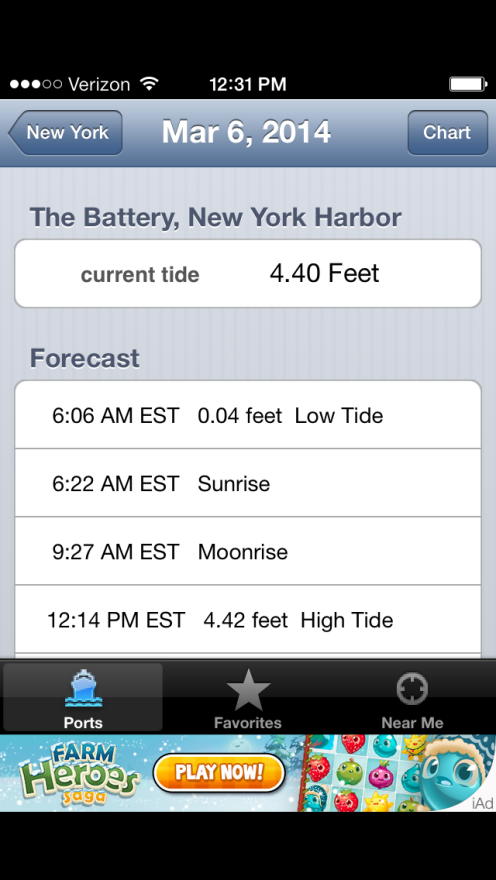 Verizon 12:31 PM
New York Mar 6, 2014 Chart
The Battery, New York Harbor
current tide 4.40 Feet
Forecast
6:06 AM EST 0.04 feet Low Tide
6:22 AM EST Sunrise
9:27 AM EST Moonrise
12:14 PM EST 4.42 feet High Tide
Ports Favorites Near Me
FARM
Heroes
saga
PLAY NOW!
iAd